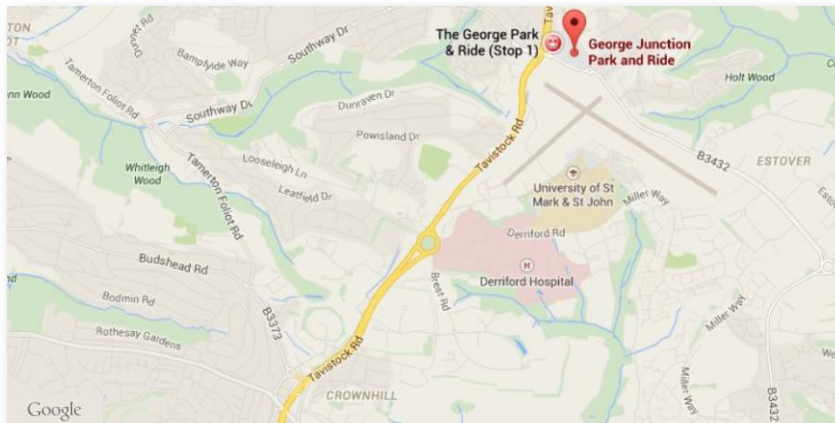 The George Park
& Ride (Stop 1)
George Junction
Park and Ride
Southway Dr
Bampfylde Way
Tamerton Foliot Rd
Southway Dr
Dunraven Dr
Holt Wood
Powisland Dr
Tavistock Rd
B3432
ESTOVER
Whitleigh
Wood
Looseleigh Ln
Leatfield Dr
Tamerton Foliot Rd
University of St
Mark & St John
Miller Way
Derriford Rd
Budshead Rd
Derriford Hospital
H
Brest Rd
Bodmin Rd
B3373
Rothesay Gardens
Miller Way
Tavistock Rd
Miller Way
CROWNHILL
B3432
Google